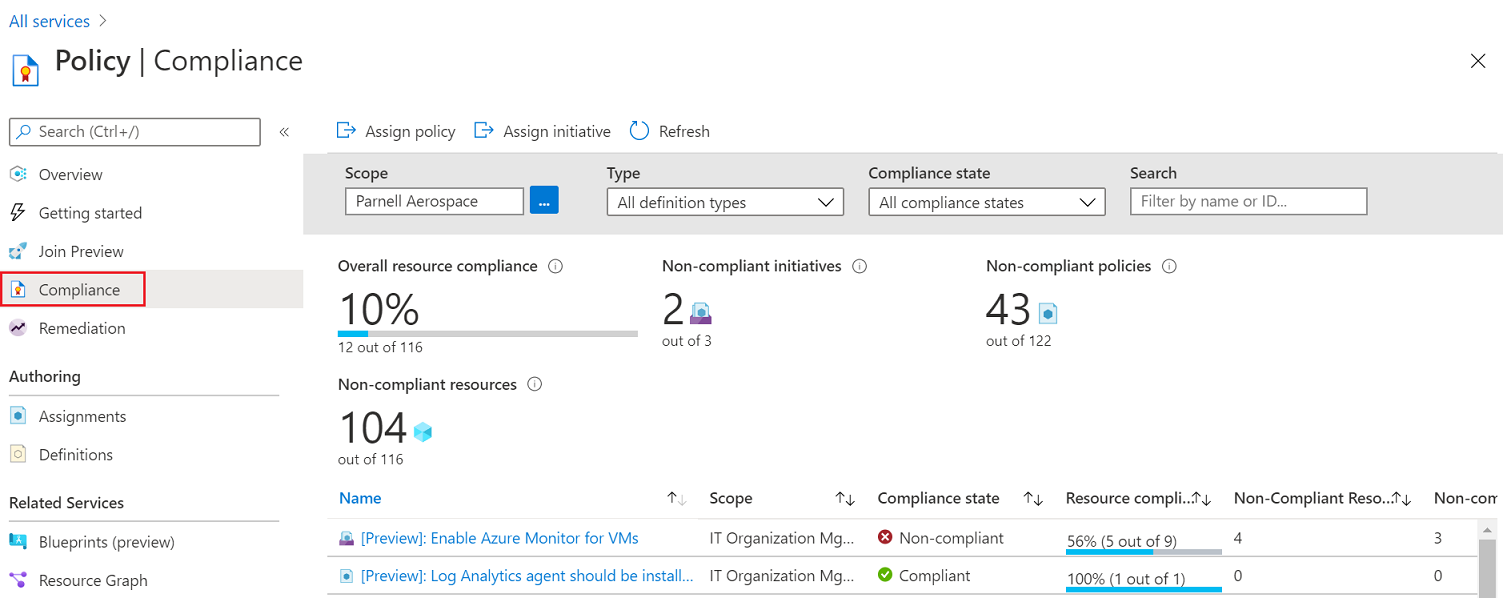 All services >
Policy | Compliance
Search (Ctrl+/)
«
Overview
Getting started
Join Preview
Compliance
Remediation
Authoring
Assignments
Definitions
Related Services
Blueprints (preview)
Resource Graph
Assign policy Assign initiative Refresh
Scope Type Compliance state Search
Parnell Aerospace ... All definition types All compliance states Filter by name or ID...
Overall resource compliance Non-compliant initiatives Non-compliant policies
10% 2 43
12 out of 116 out of 3 out of 122
Non-compliant resources
104
out of 116
Name Scope Compliance state Resource compli... Non-Compliant Reso... Non-com
[Preview]: Enable Azure Monitor for VMs IT Organization Mg... Non-compliant 56% (5 out of 9) 4 3
[Preview]: Log Analytics agent should be install... IT Organization Mg... Compliant 100% (1 out of 1) 0 0